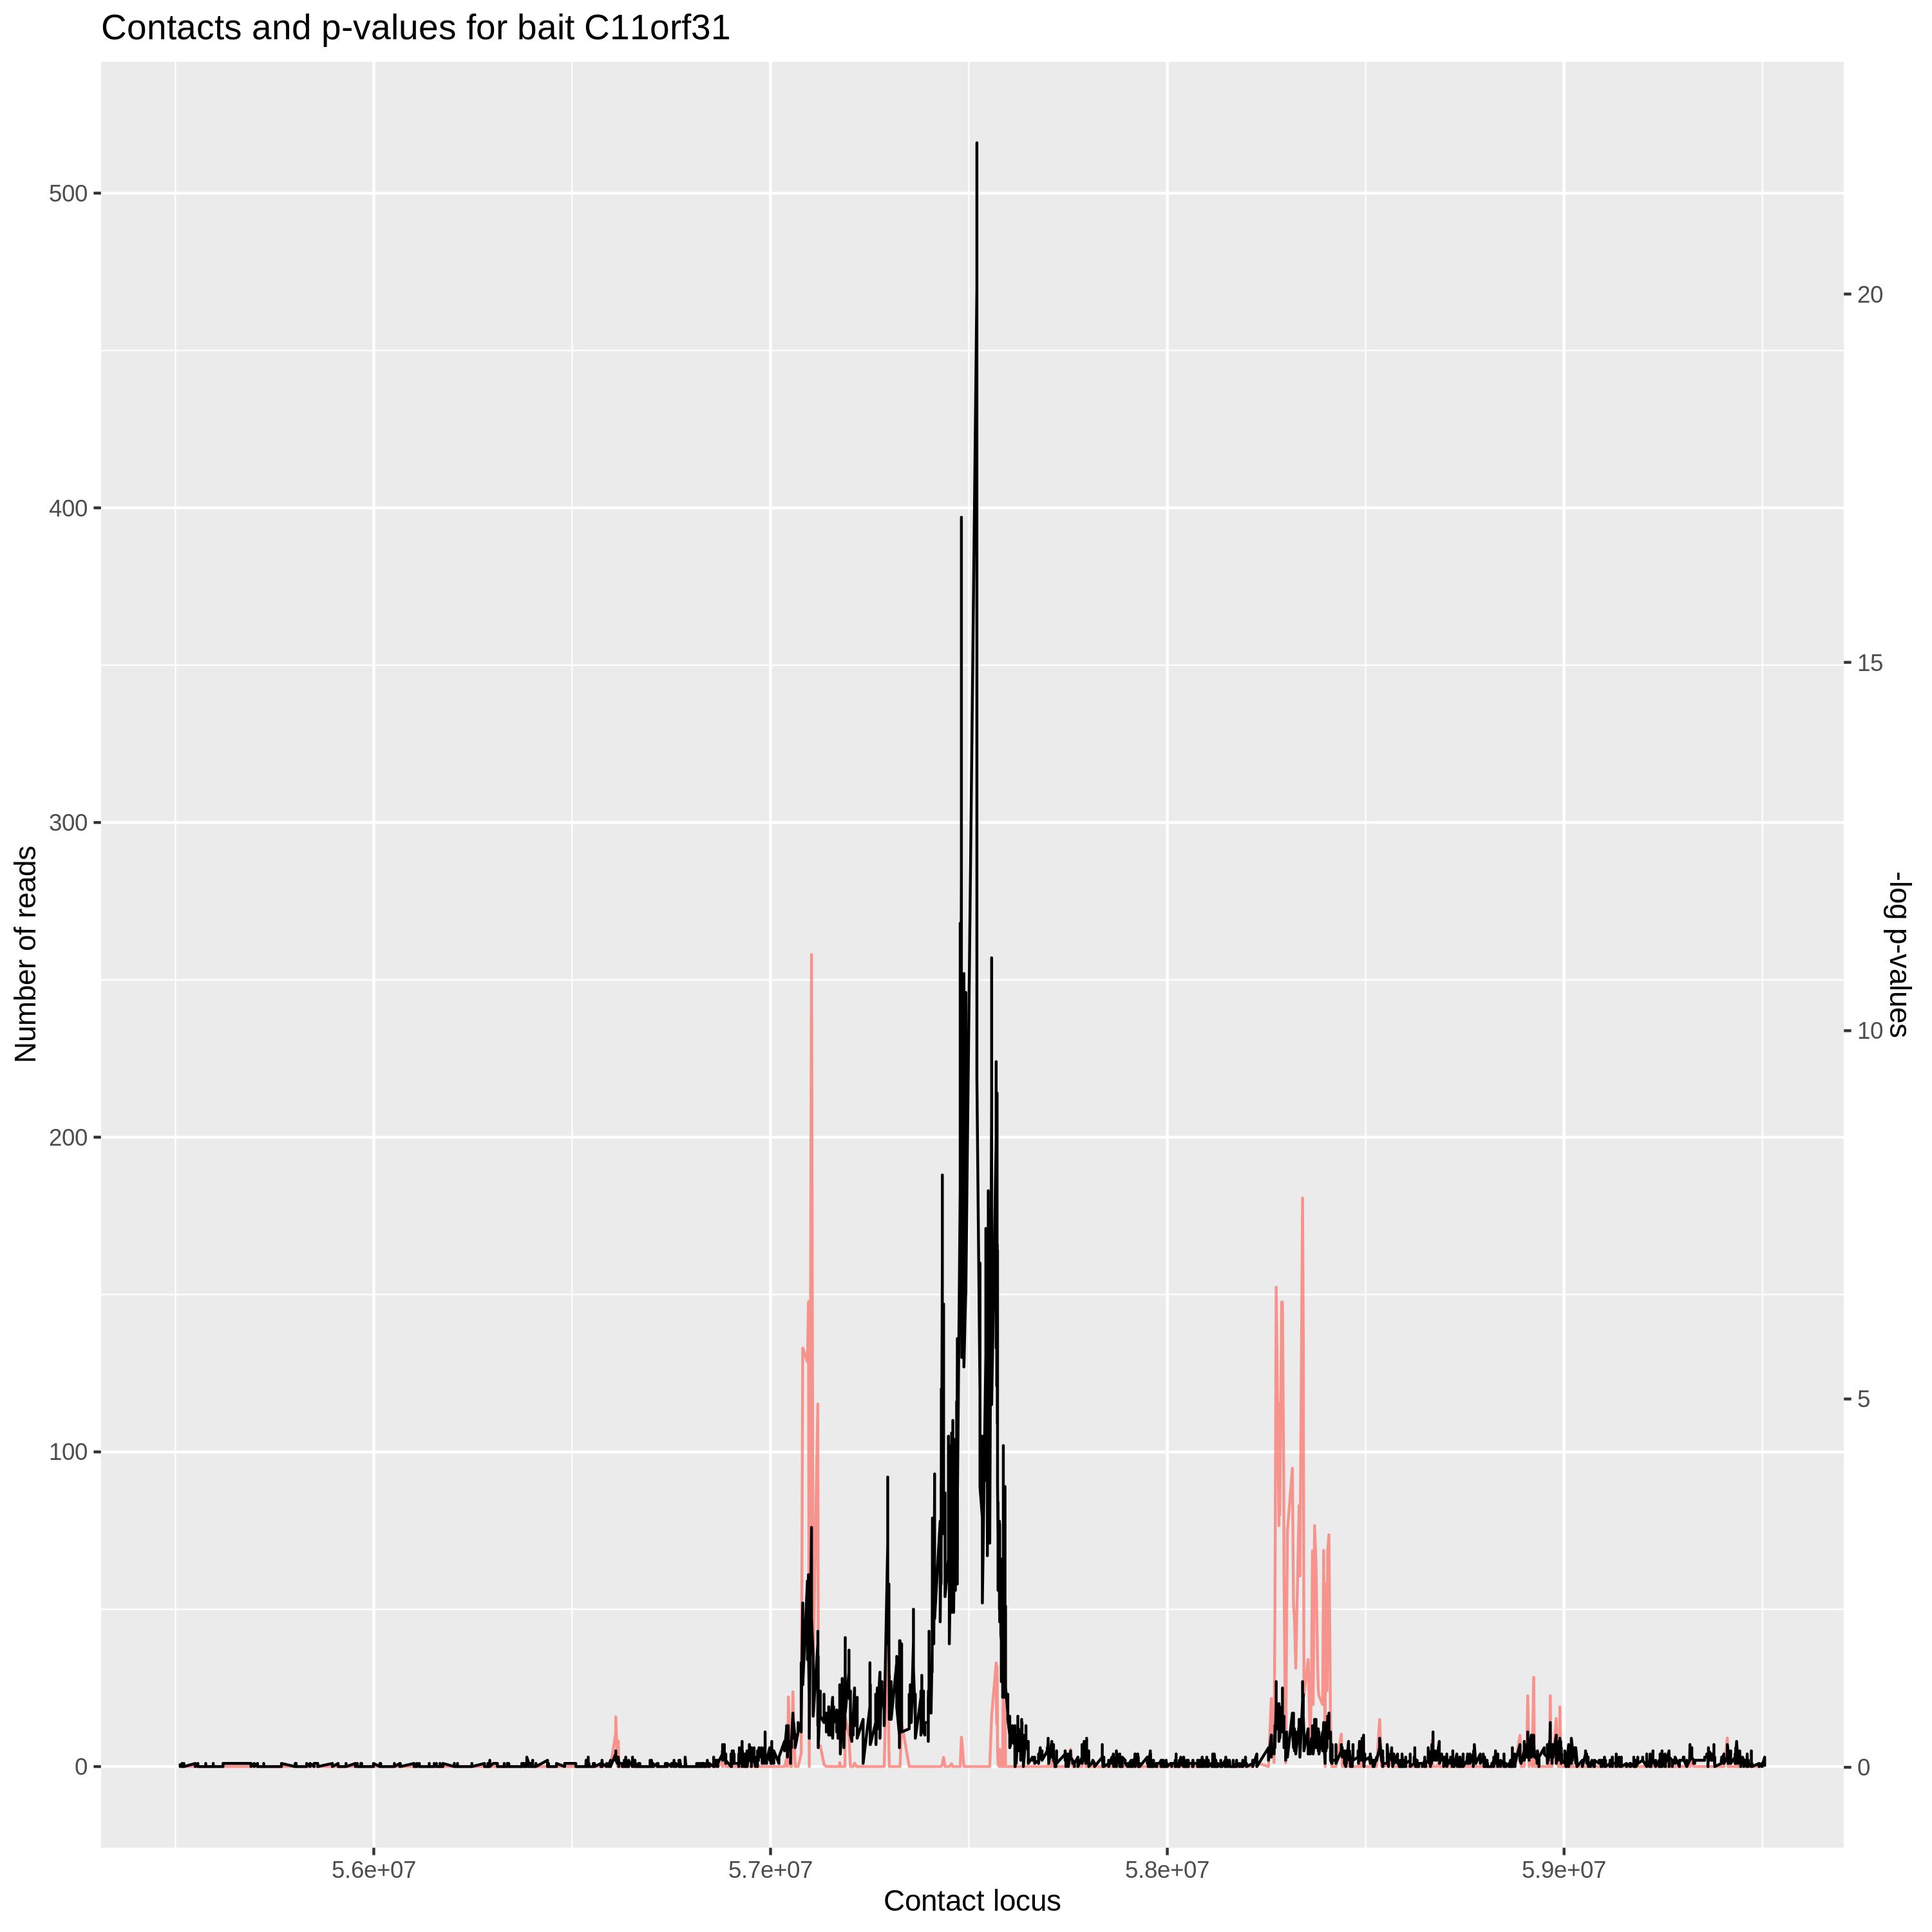 Contacts and p-values for bait C11orf31
500
400
300
200
100
0
Number of reads
20
15
10
5
0
-log p-values
5.6e+07 5.7e+07 5.8e+07 5.9e+07
Contact locus